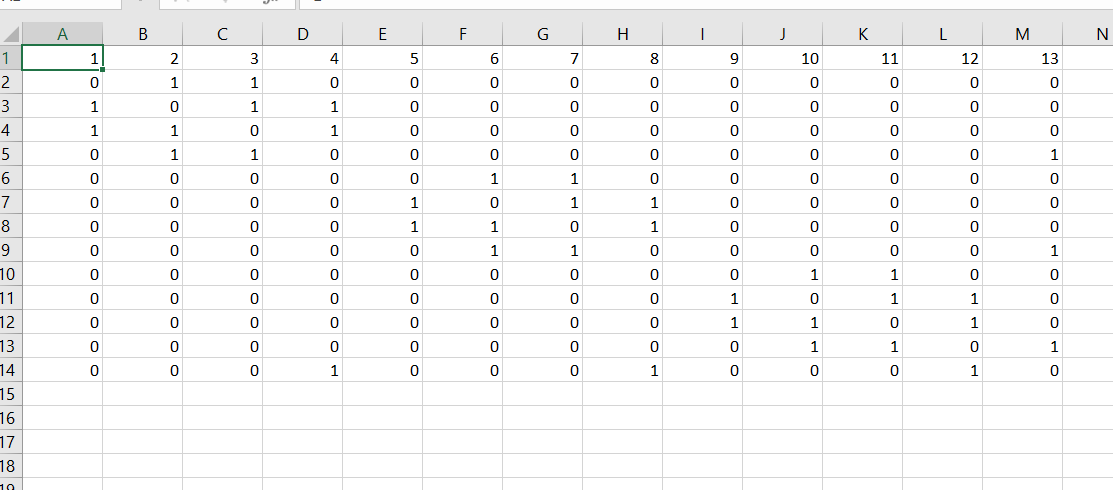 A B C D E F G H I J K L M N
1 1 2 3 4 5 6 7 8 9 10 11 12 13
2 0 1 1 0 0 0 0 0 0 0 0 0 0
3 1 0 1 1 0 0 0 0 0 0 0 0 0
4 1 1 0 1 0 0 0 0 0 0 0 0 0
5 0 1 1 0 0 0 0 0 0 0 0 0 1
6 0 0 0 0 0 1 1 0 0 0 0 0 0
7 0 0 0 0 1 0 1 1 0 0 0 0 0
8 0 0 0 0 1 1 0 1 0 0 0 0 0
9 0 0 0 0 0 1 1 0 0 0 0 0 1
10 0 0 0 0 0 0 0 0 0 1 1 0 0
11 0 0 0 0 0 0 0 0 1 0 1 1 0
12 0 0 0 0 0 0 0 0 1 1 0 1 0
13 0 0 0 0 0 0 0 0 0 1 1 0 1
14 0 0 0 1 0 0 0 1 0 0 0 1 0
15
16
17
18
19